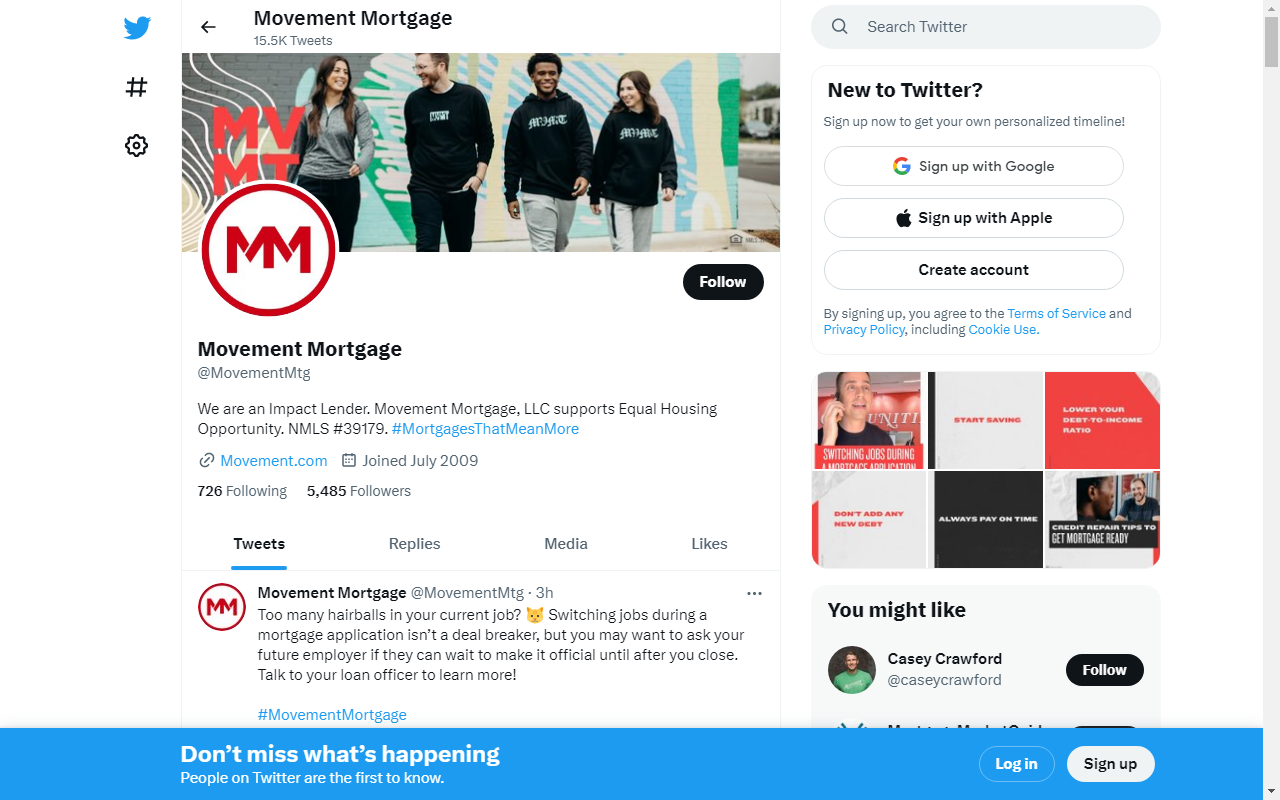 Movement Mortgage
15.5K Tweets
MV
MT
MVMT
MVMT
MVMT
MM
Follow
Movement Mortgage
@MovementMtg
We are an Impact Lender. Movement Mortgage, LLC supports Equal Housing
Opportunity. NMLS #39179. #MortgagesThatMeanMore
Movement.com
Joined July 2009
726 Following
5,485 Followers
Tweets
Replies
Media
Likes
MM
Movement Mortgage @MovementMtg · 3h
Too many hairballs in your current job? 😼 Switching jobs during a
mortgage application isn’t a deal breaker, but you may want to ask your
future employer if they can wait to make it official until after you close.
Talk to your loan officer to learn more!
#MovementMortgage
Search Twitter
New to Twitter?
Sign up now to get your own personalized timeline!
Sign up with Google
Sign up with Apple
Create account
By signing up, you agree to the Terms of Service and
Privacy Policy, including Cookie Use.
SWITCHING JOBS DURING
A MORTGAGE APPLICATION
START SAVING
LOWER YOUR
DEBT-TO-INCOME
RATIO
DON'T ADD ANY
NEW DEBT
ALWAYS PAY ON TIME
CREDIT REPAIR TIPS TO
GET MORTGAGE READY
You might like
Casey Crawford
@caseycrawford
Follow
Don’t miss what’s happening
People on Twitter are the first to know.
Log in
Sign up